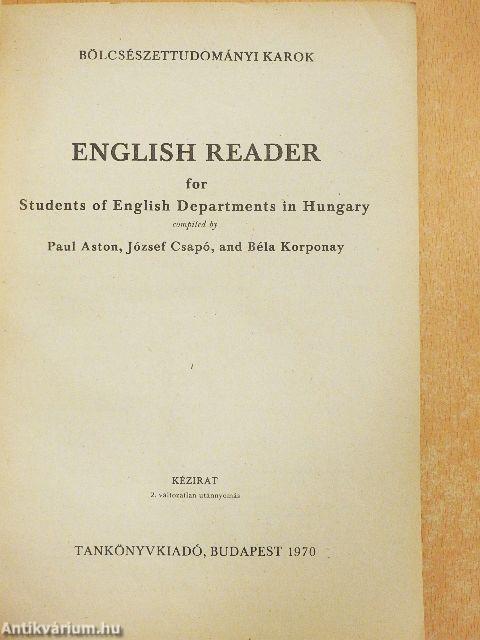 BÖLCSÉSZETTUDOMÁNYI KAROK
ENGLISH READER
for
Students of English Departments in Hungary
compiled by
Paul Aston, József Csapó, and Béla Korponay
KÉZIRAT
2. változatlan utánnyomás
TANKÖNYVKIADÓ, BUDAPEST 1970
Antikvárium.hu